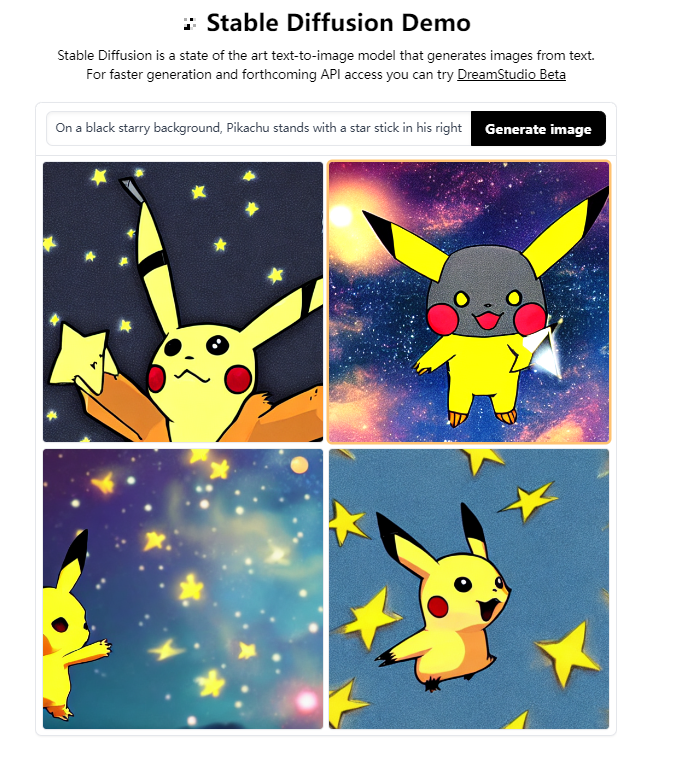 Stable Diffusion Demo
Stable Diffusion is a state of the art text-to-image model that generates images from text.
For faster generation and forthcoming API access you can try DreamStudio Beta
On a black starry background, Pikachu stands with a star stick in his right
Generate image